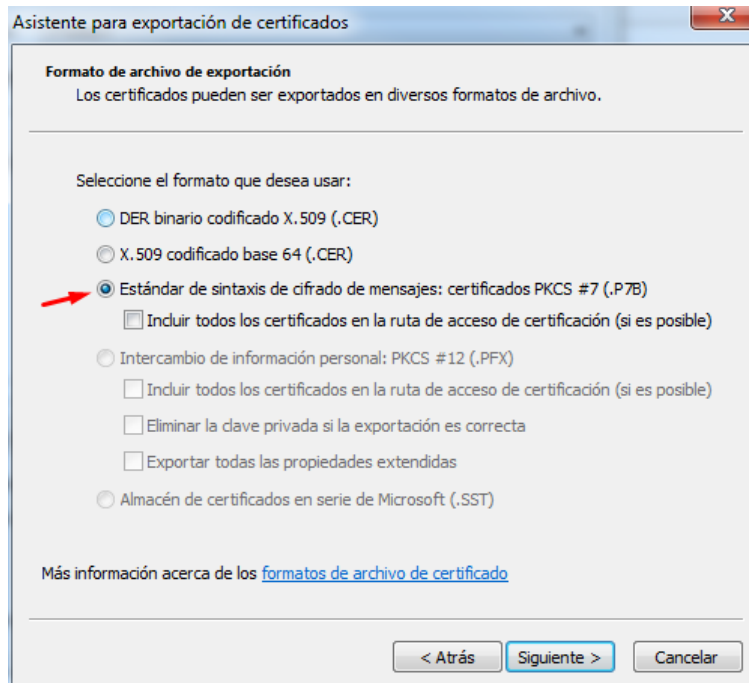 Asistente para exportación de certificados
Formato de archivo de exportación
Los certificados pueden ser exportados en diversos formatos de archivo.
Seleccione el formato que desea usar:
DER binario codificado X.509 (.CER)
X.509 codificado base 64 (.CER)
Estándar de sintaxis de cifrado de mensajes: certificados PKCS #7 (.P7B)
Incluir todos los certificados en la ruta de acceso de certificación (si es posible)
Intercambio de información personal: PKCS #12 (.PFX)
Incluir todos los certificados en la ruta de acceso de certificación (si es posible)
Eliminar la clave privada si la exportación es correcta
Exportar todas las propiedades extendidas
Almacén de certificados en serie de Microsoft (.SST)
Más información acerca de los formatos de archivo de certificado
< Atrás Siguiente > Cancelar